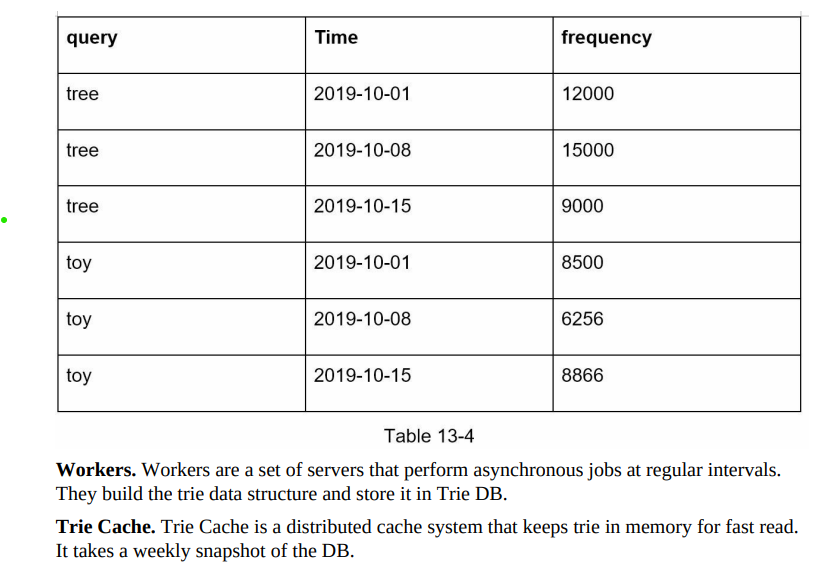 query Time frequency
tree 2019-10-01 12000
tree 2019-10-08 15000
tree 2019-10-15 9000
toy 2019-10-01 8500
toy 2019-10-08 6256
toy 2019-10-15 8866
Table 13-4
Workers. Workers are a set of servers that perform asynchronous jobs at regular intervals.
They build the trie data structure and store it in Trie DB.
Trie Cache. Trie Cache is a distributed cache system that keeps trie in memory for fast read.
It takes a weekly snapshot of the DB.